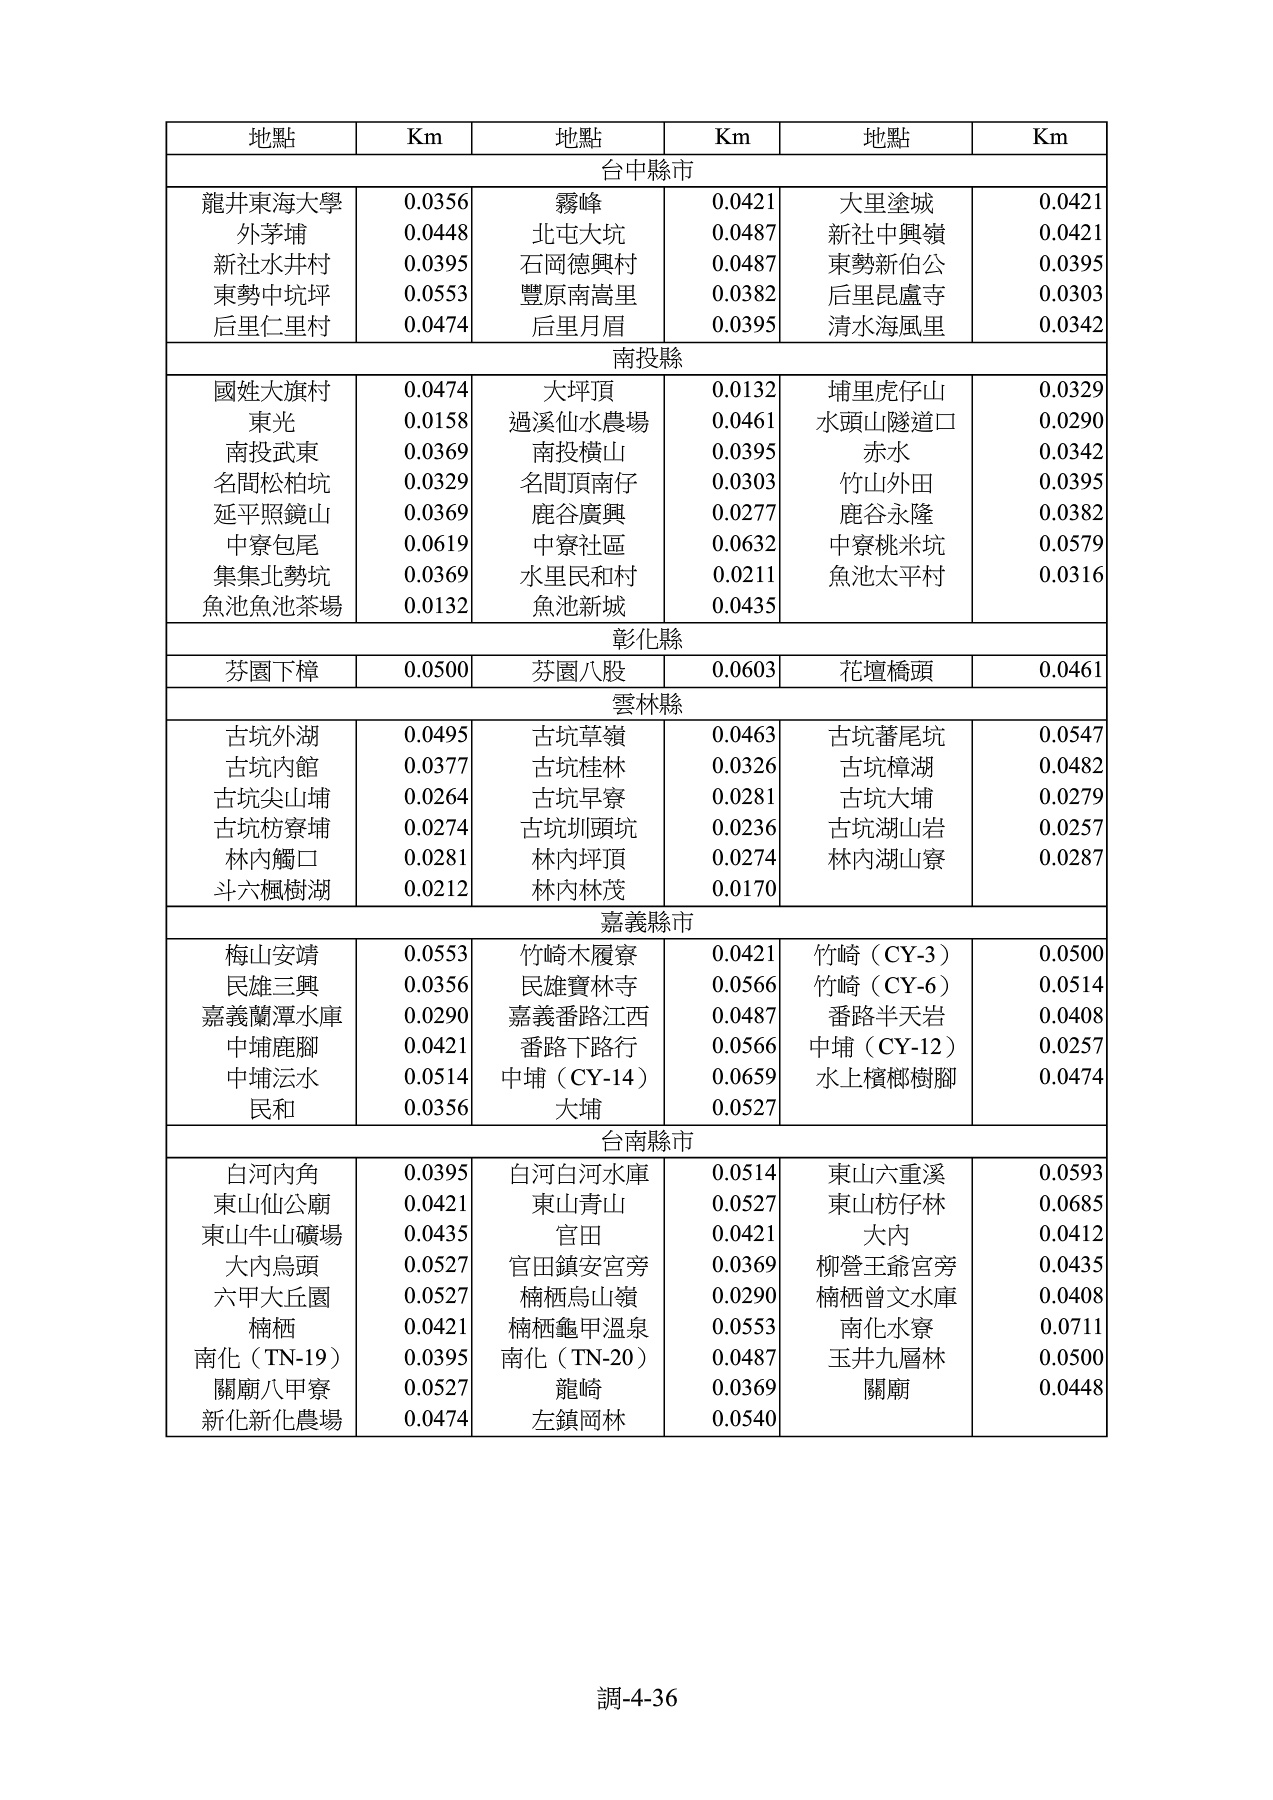 地點 Km 地點 Km 地點 Km
台中縣市
龍井東海大學 0.0356 霧峰 0.0421 大里塗城 0.0421
外茅埔 0.0448 北屯大坑 0.0487 新社中興嶺 0.0421
新社水井村 0.0395 石岡德興村 0.0487 東勢新伯公 0.0395
東勢中坑坪 0.0553 豐原南嵩里 0.0382 后里昆盧寺 0.0303
后里仁里村 0.0474 后里月眉 0.0395 清水海風里 0.0342
南投縣
國姓大旗村 0.0474 大坪頂 0.0132 埔里虎仔山 0.0329
東光 0.0158 過溪仙水農場 0.0461 水頭山隧道口 0.0290
南投武東 0.0369 南投橫山 0.0395 赤水 0.0342
名間松柏坑 0.0329 名間頂南仔 0.0303 竹山外田 0.0395
延平照鏡山 0.0369 鹿谷廣興 0.0277 鹿谷永隆 0.0382
中寮包尾 0.0619 中寮社區 0.0632 中寮桃米坑 0.0579
集集北勢坑 0.0369 水里民和村 0.0211 魚池太平村 0.0316
魚池魚池茶場 0.0132 魚池新城 0.0435
彰化縣
芬園下樟 0.0500 芬園八股 0.0603 花壇橋頭 0.0461
雲林縣
古坑外湖 0.0495 古坑草嶺 0.0463 古坑蕃尾坑 0.0547
古坑內館 0.0377 古坑桂林 0.0326 古坑樟湖 0.0482
古坑尖山埔 0.0264 古坑早寮 0.0281 古坑大埔 0.0279
古坑枋寮埔 0.0274 古坑圳頭坑 0.0236 古坑湖山岩 0.0257
林內觸口 0.0281 林內坪頂 0.0274 林內湖山寮 0.0287
斗六楓樹湖 0.0212 林內林茂 0.0170
嘉義縣市
梅山安靖 0.0553 竹崎木履寮 0.0421 竹崎（CY-3） 0.0500
民雄三興 0.0356 民雄寶林寺 0.0566 竹崎（CY-6） 0.0514
嘉義蘭潭水庫 0.0290 嘉義番路江西 0.0487 番路半天岩 0.0408
中埔鹿腳 0.0421 番路下路行 0.0566 中埔（CY-12） 0.0257
中埔沄水 0.0514 中埔（CY-14） 0.0659 水上檳榔樹腳 0.0474
民和 0.0356 大埔 0.0527
台南縣市
白河內角 0.0395 白河白河水庫 0.0514 東山六重溪 0.0593
東山仙公廟 0.0421 東山青山 0.0527 東山枋仔林 0.0685
東山牛山礦場 0.0435 官田 0.0421 大內 0.0412
大內烏頭 0.0527 官田鎮安宮旁 0.0369 柳營王爺宮旁 0.0435
六甲大丘園 0.0527 楠栖烏山嶺 0.0290 楠栖曾文水庫 0.0408
楠栖 0.0421 楠栖龜甲溫泉 0.0553 南化水寮 0.0711
南化（TN-19） 0.0395 南化（TN-20） 0.0487 玉井九層林 0.0500
關廟八甲寮 0.0527 龍崎 0.0369 關廟 0.0448
新化新化農場 0.0474 左鎮岡林 0.0540
調-4-36